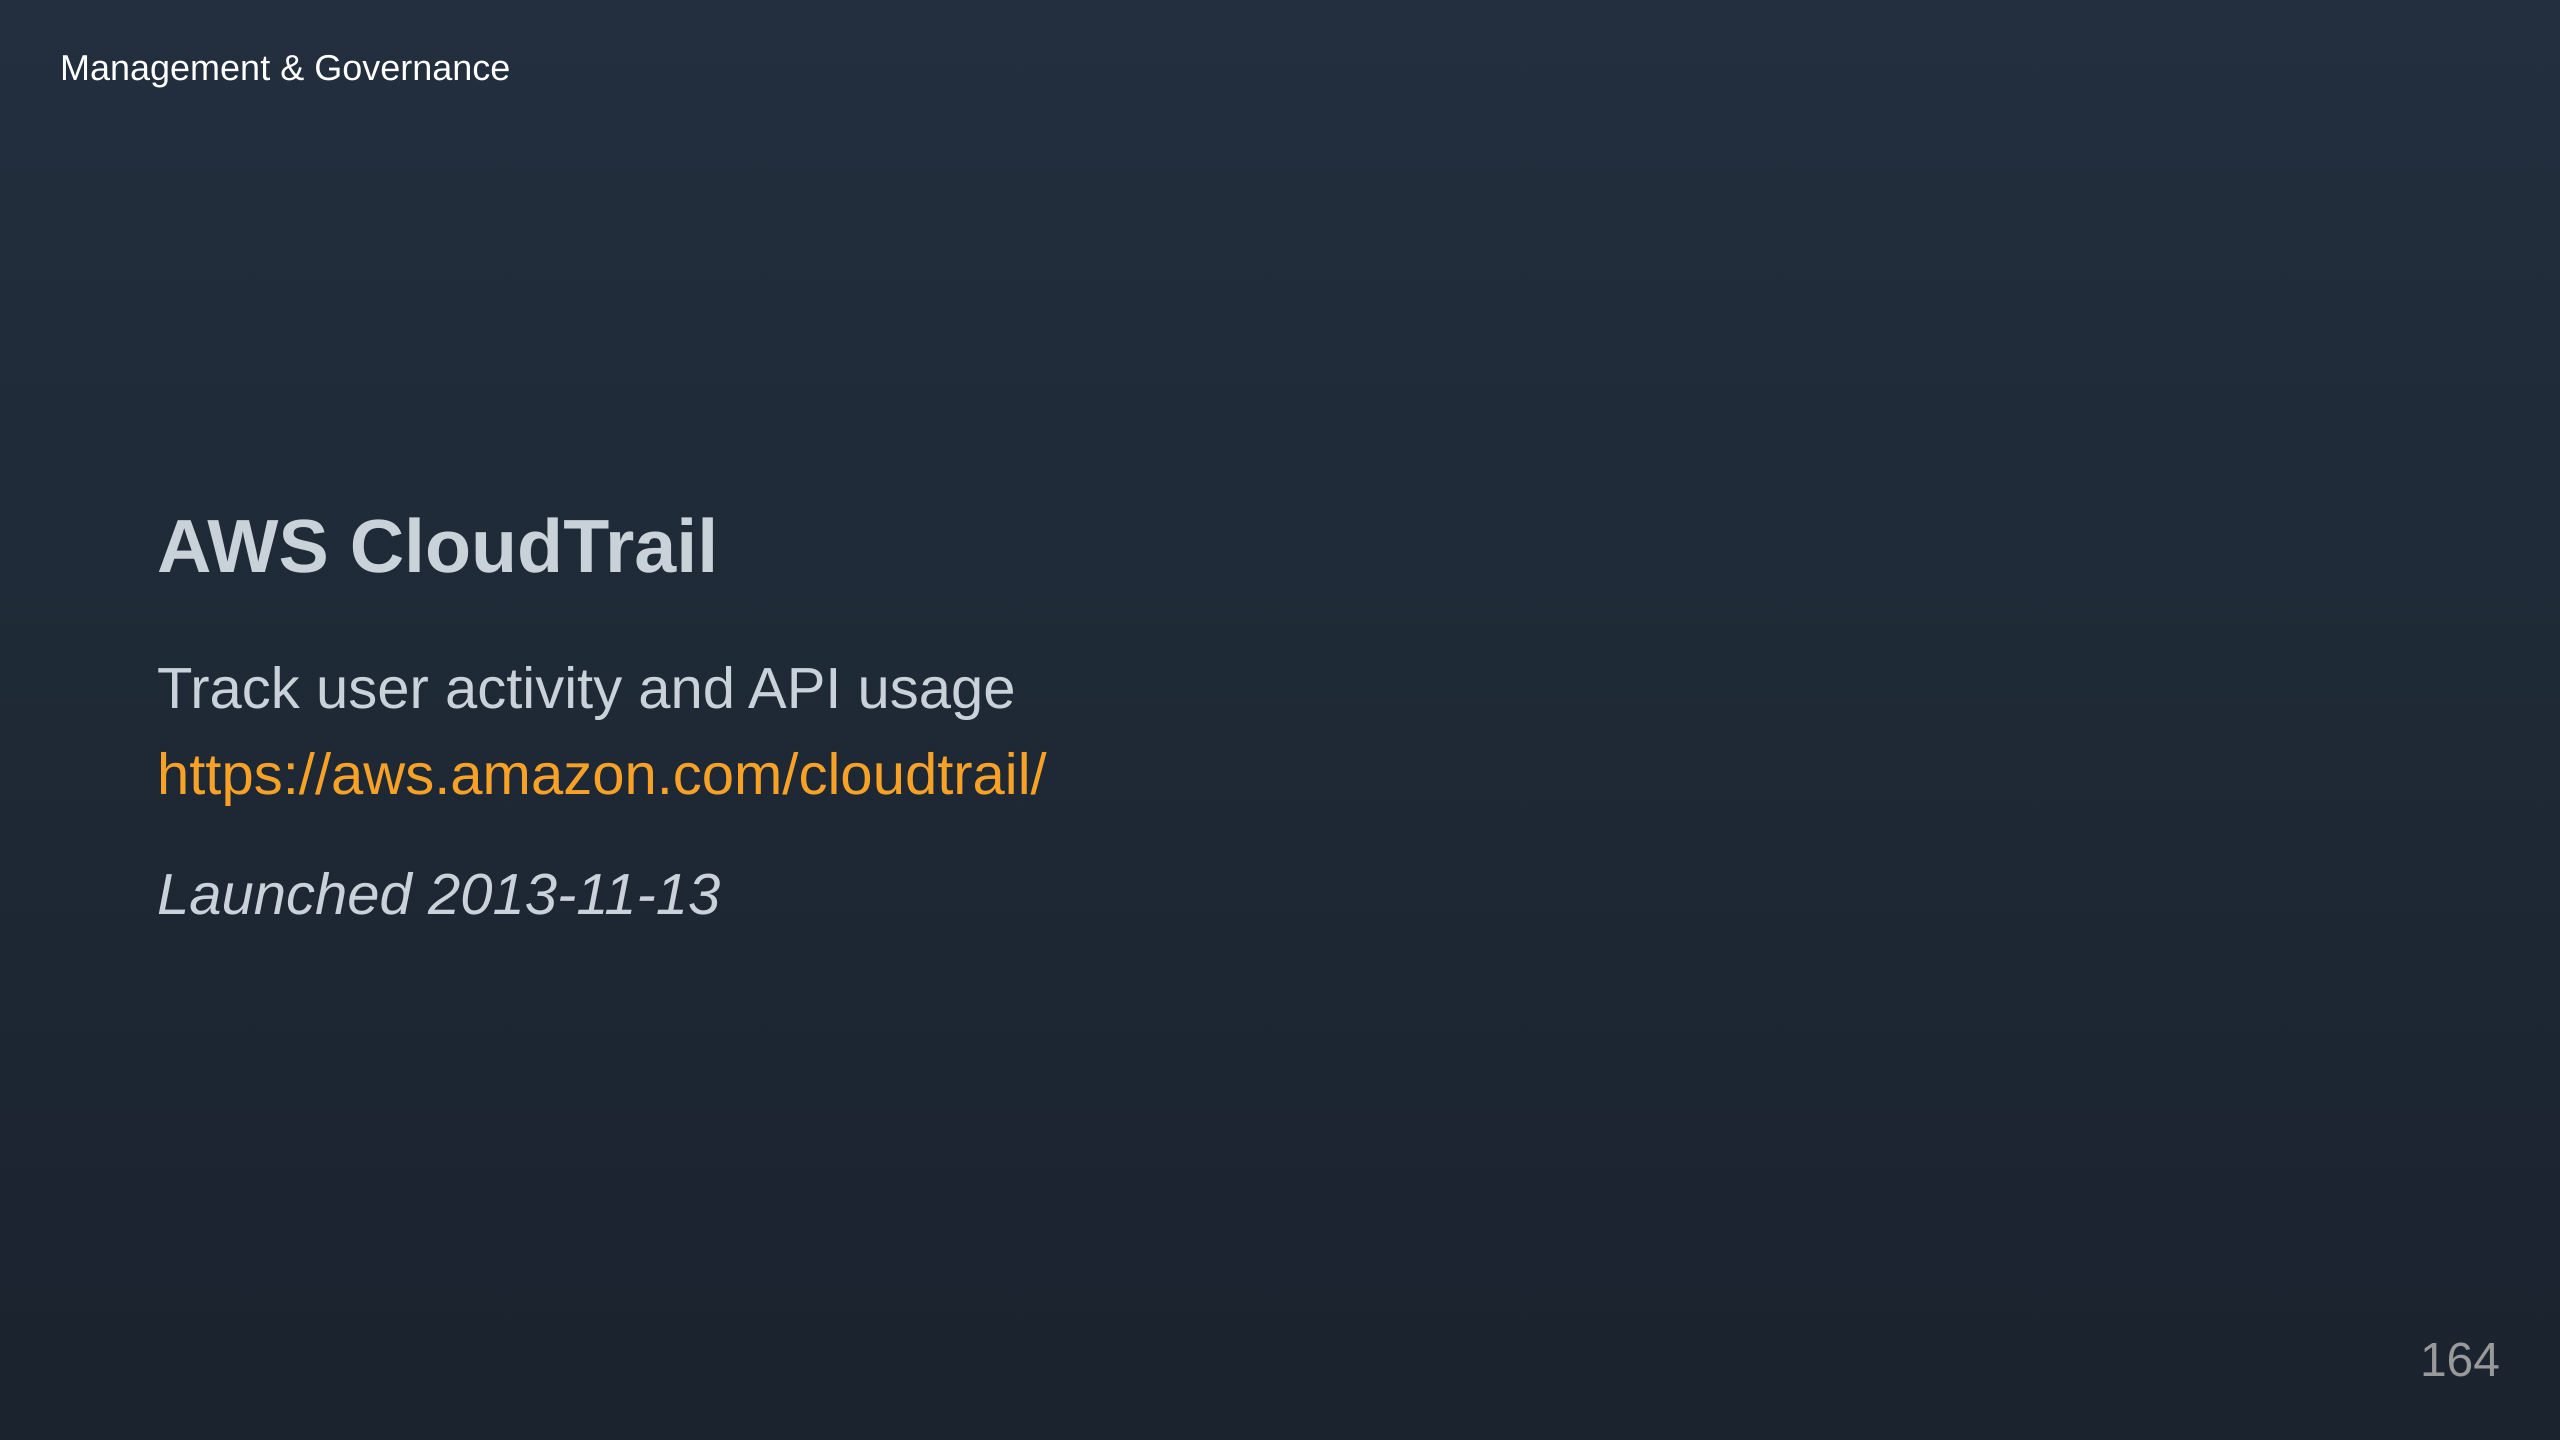 Management & Governance
AWS CloudTrail
Track user activity and API usage
https://aws.amazon.com/cloudtrail/
Launched 2013-11-13
164